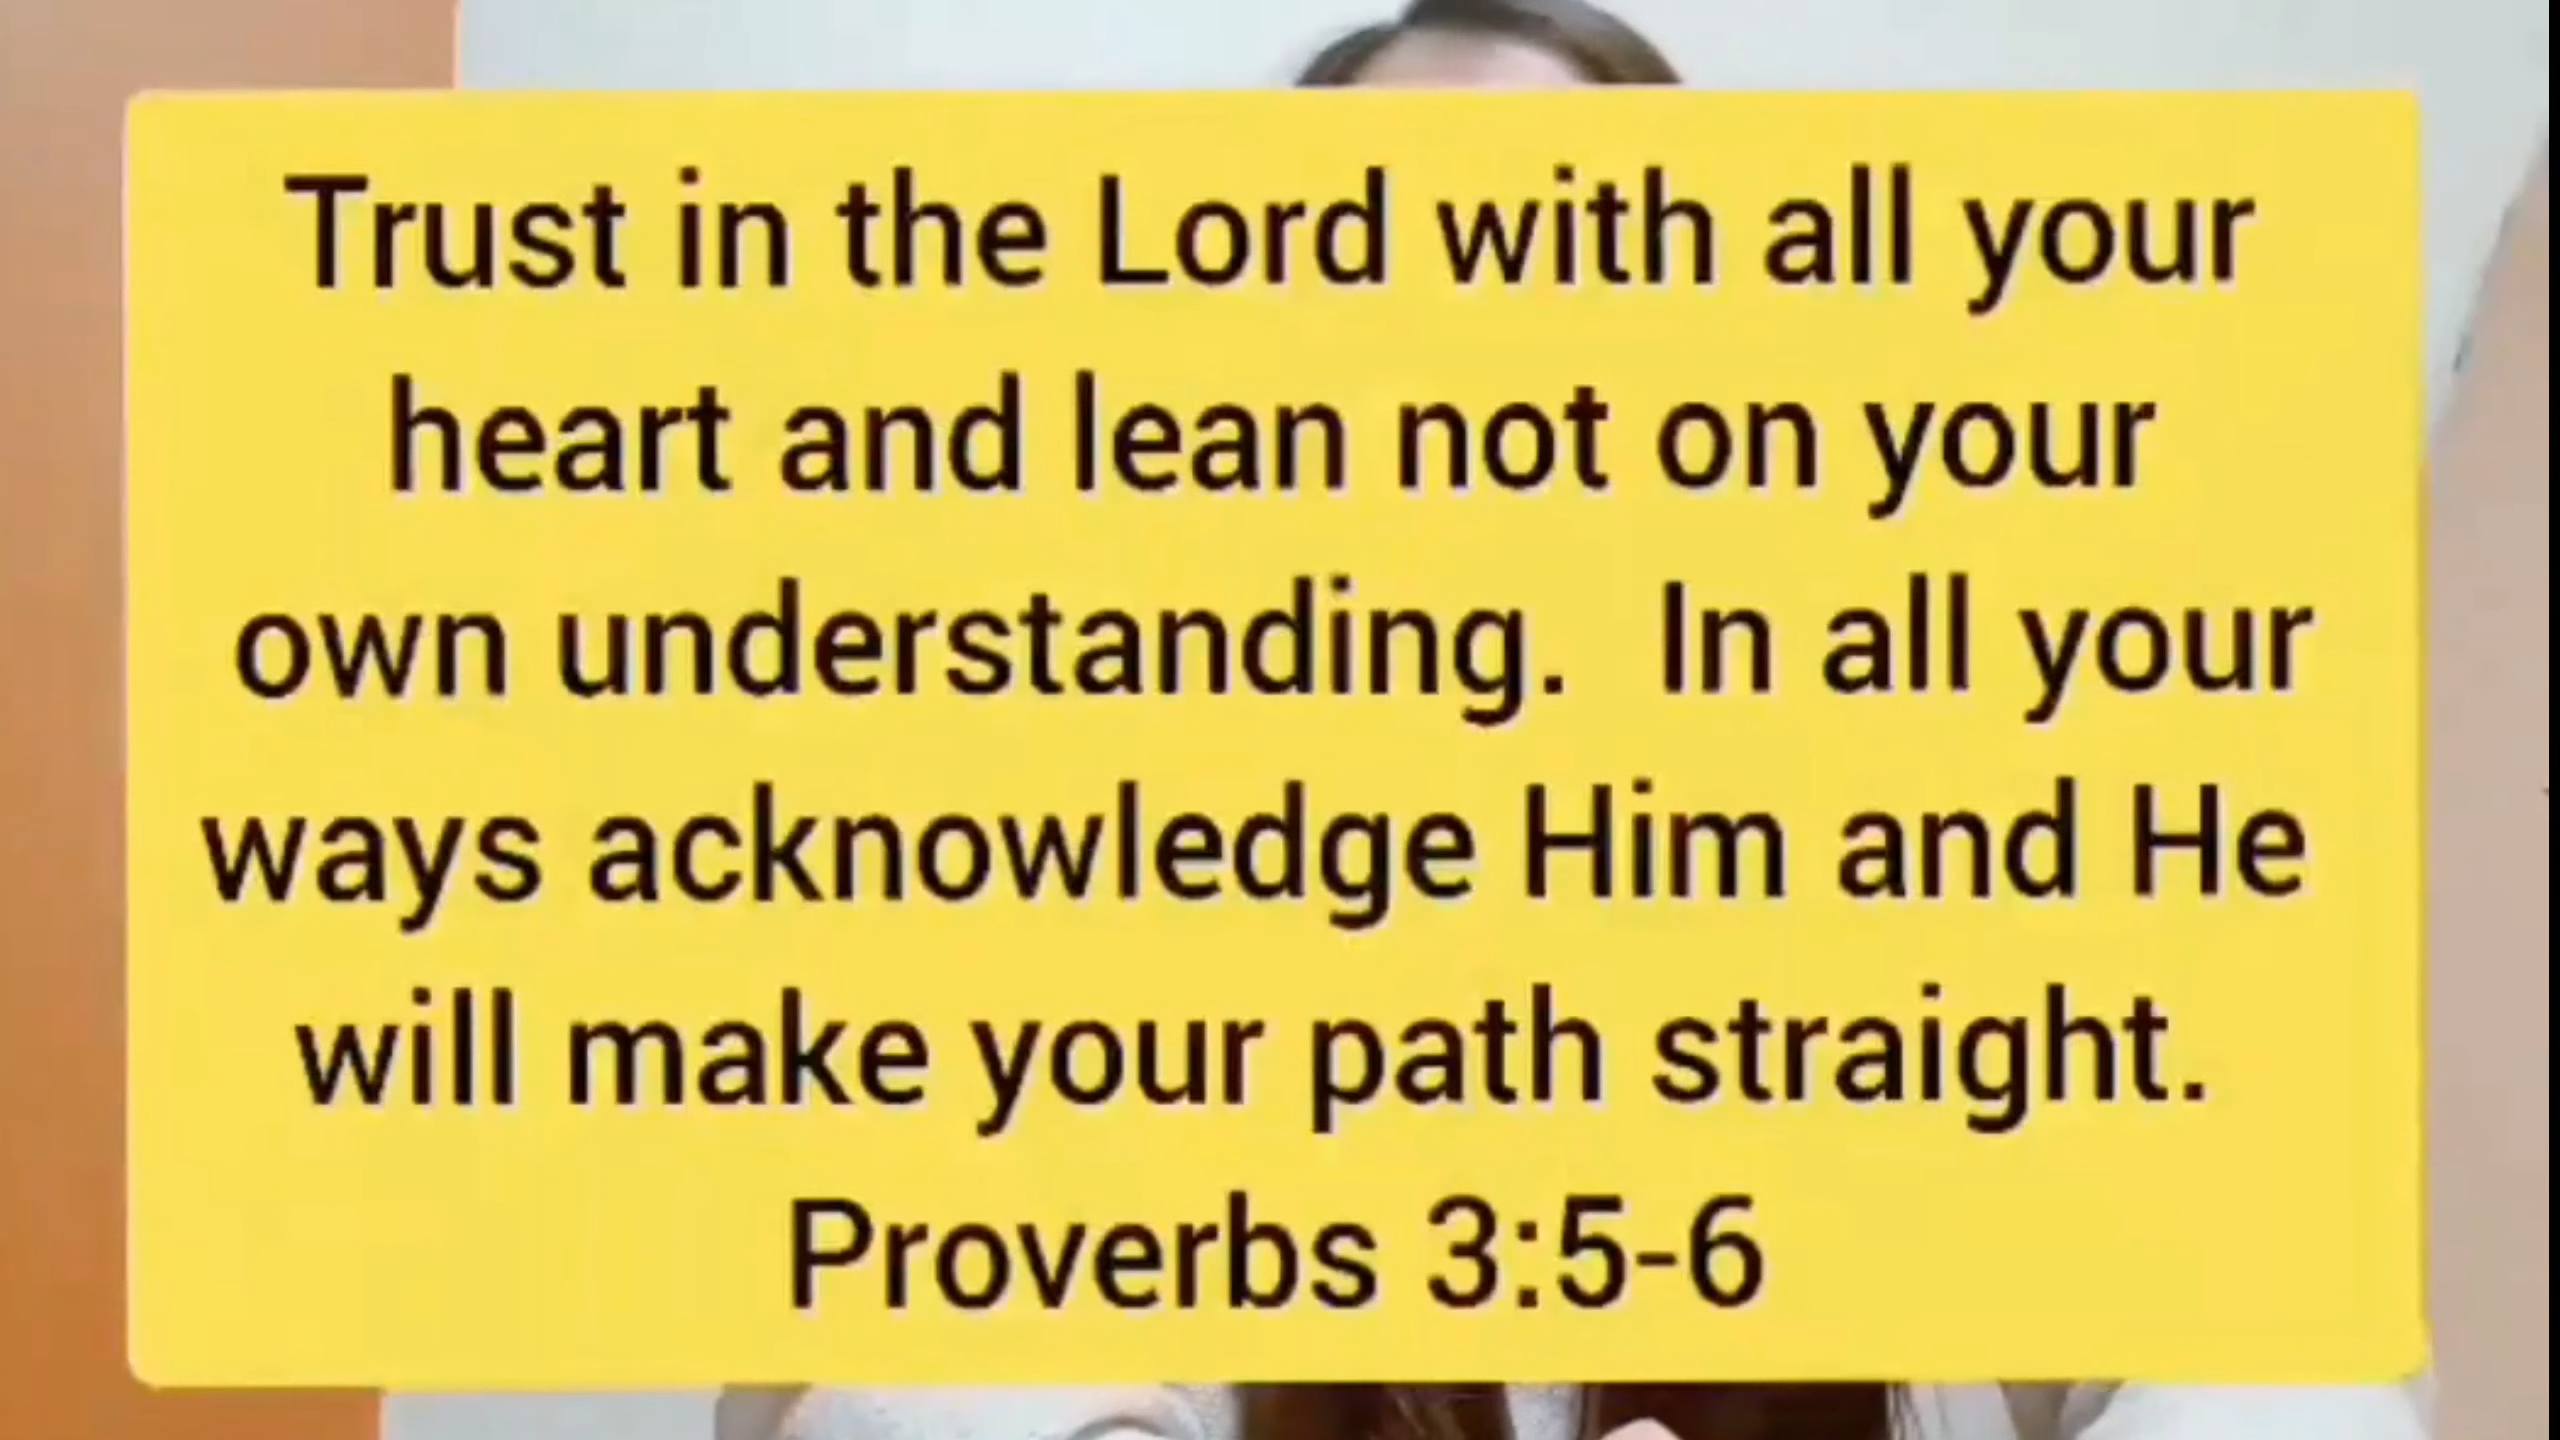 Trust in the Lord with all your
heart and lean not on your
own understanding.  In all your
ways acknowledge Him and He
will make your path straight.
Proverbs 3:5-6